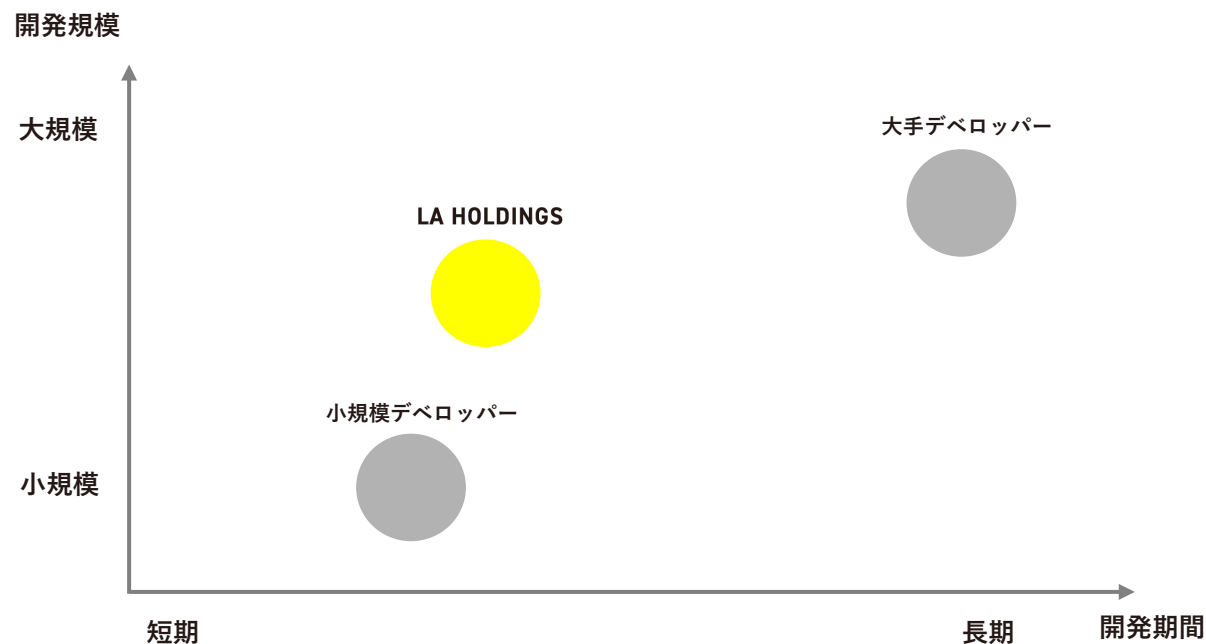 開発規模
大規模
大手デベロッパー
LA HOLDINGS
小規模デベロッパー
小規模
短期
長期
開発期間